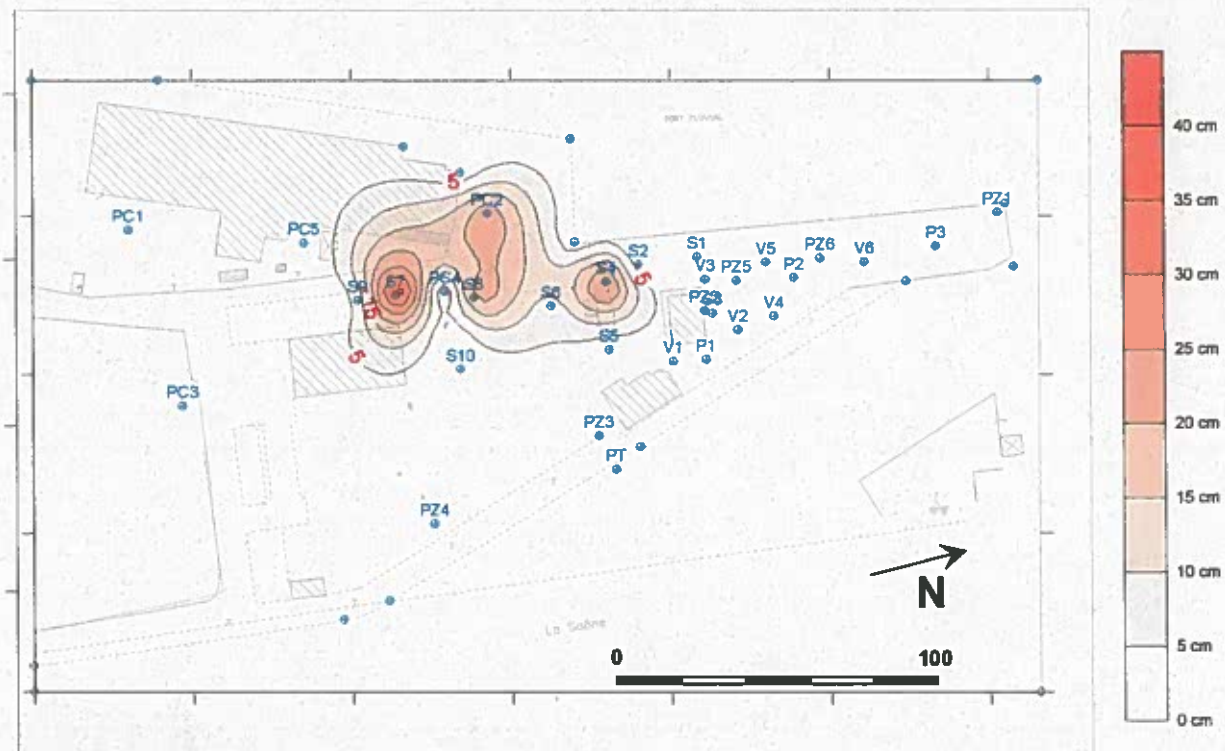 PORT FLUVIAL
40 cm
5
35 cm
PC2
PZ1
PC1
PC5
P3
S1
V5
PZ6
V6
S2
30 cm
V3
PZ5
P2
S7
PC4
S8
S9
5
15
S6
V4
V2
25 cm
S5
V1
P1
5
S10
20 cm
PC3
PZ3
PT
15 cm
PZ4
10 cm
N
La Saône
5 cm
0
100
0 cm